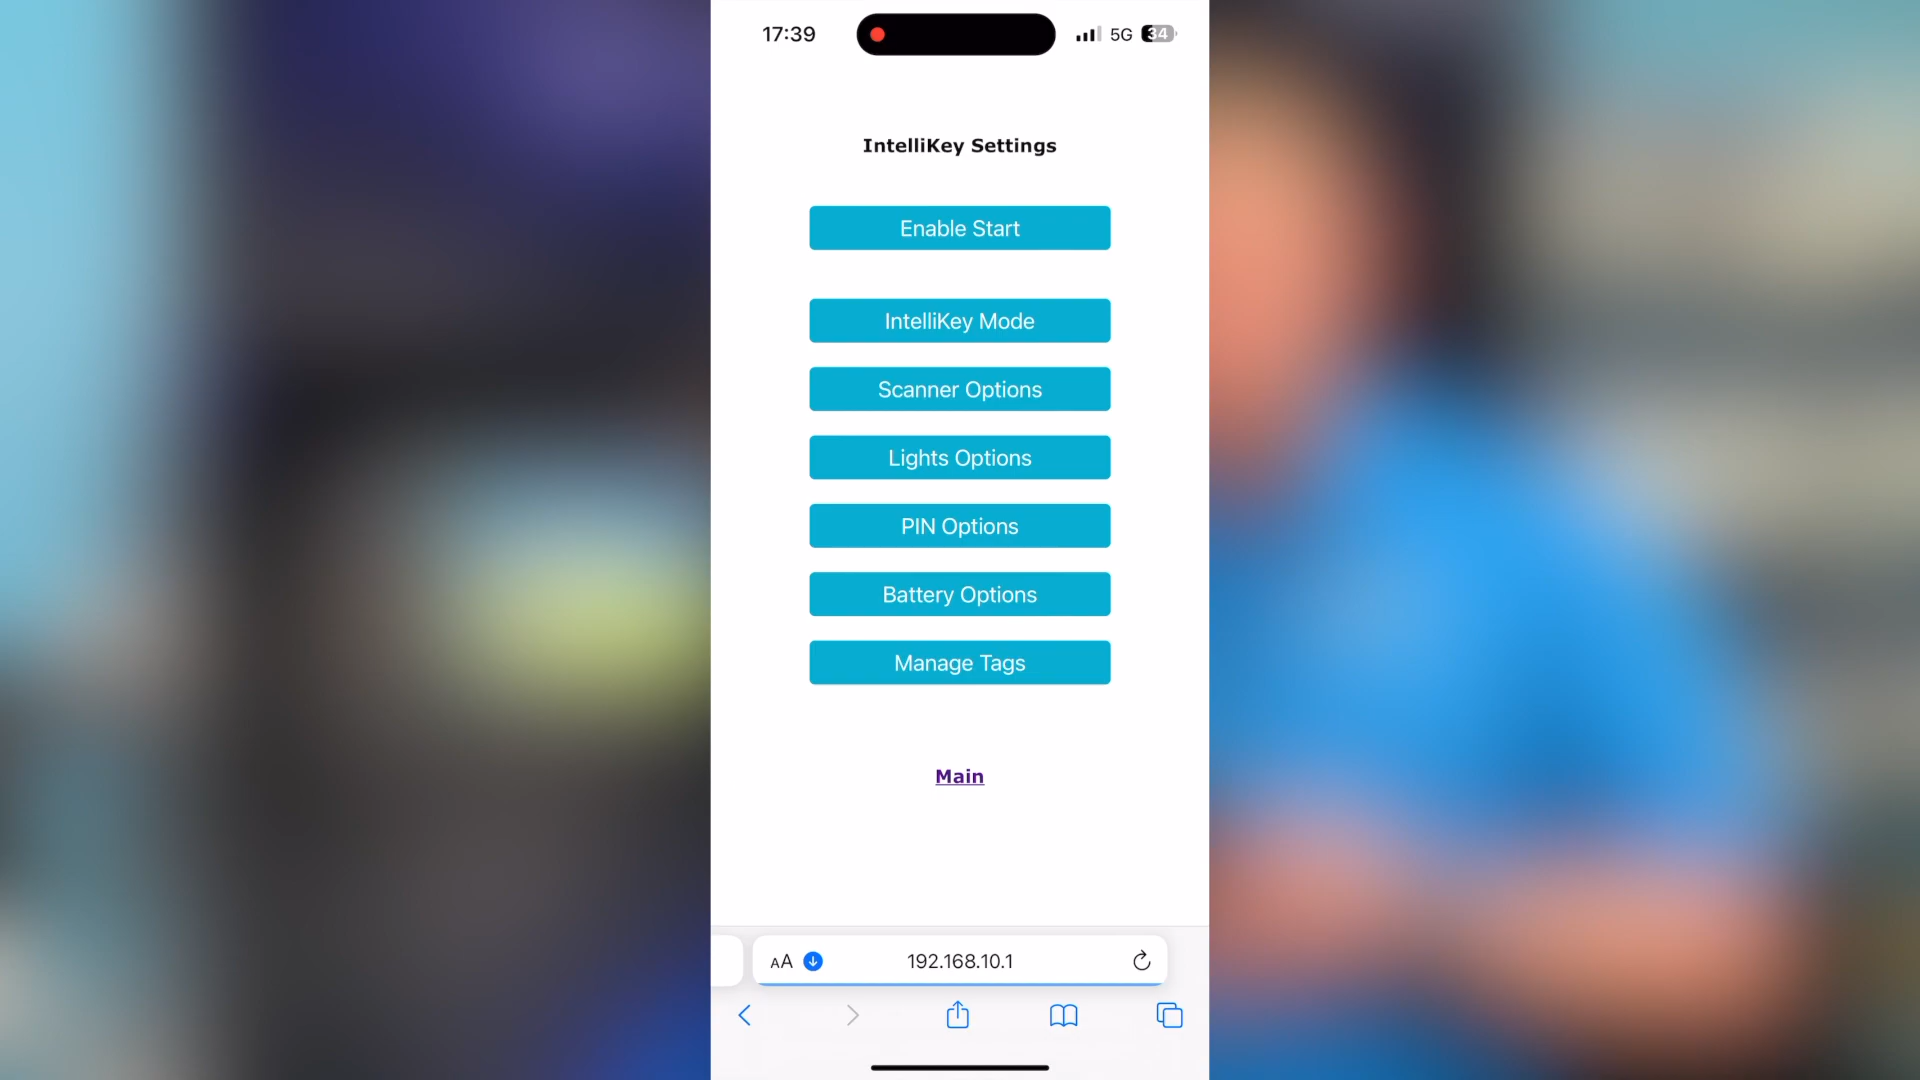 17:39
5G
34
IntelliKey Settings
Enable Start
IntelliKey Mode
Scanner Options
Lights Options
PIN Options
Battery Options
Manage Tags
Main
AA
192.168.10.1